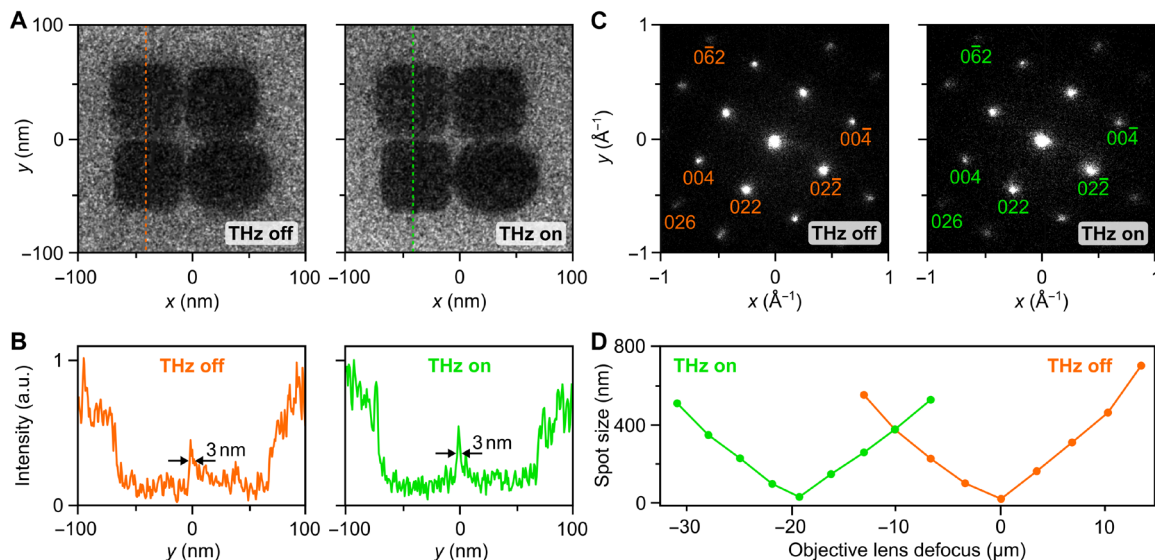 A
100
0
−100
y (nm)
THz off
THz on
−100
0
100
−100
0
100
x (nm)
x (nm)
C
1
0
−1
y (Å⁻¹)
06̅2
004̅
004
022̅
022
026
THz off
06̅2
004̅
004
022̅
022
026
THz on
−1
0
1
−1
0
1
x (Å⁻¹)
x (Å⁻¹)
B
1
0
Intensity (a.u.)
THz off
3 nm
THz on
3 nm
−100
0
100
−100
0
100
y (nm)
y (nm)
D
800
400
200
0
Spot size (nm)
THz on
THz off
−30
−20
−10
0
10
Objective lens defocus (μm)